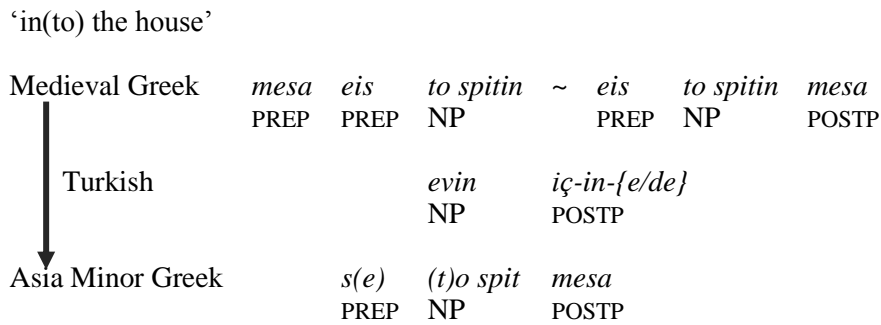 ‘in(to) the house’
Medieval Greek mesa eis to spitin ~ eis to spitin mesa
PREP PREP NP PREP NP POSTP
Turkish evin iç-in-{e/de}
NP POSTP
Asia Minor Greek s(e) (t)o spit mesa
PREP NP POSTP